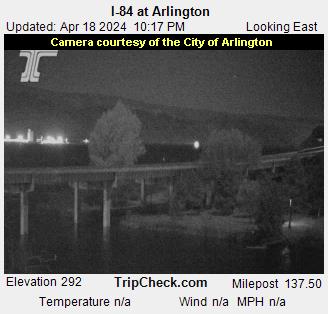 I-84 at Arlington
Updated: Apr 18 2024 10:17 PM Looking East
Camera courtesy of the City of Arlington
Elevation 292 TripCheck.com Milepost 137.50
Temperature n/a Wind n/a MPH n/a